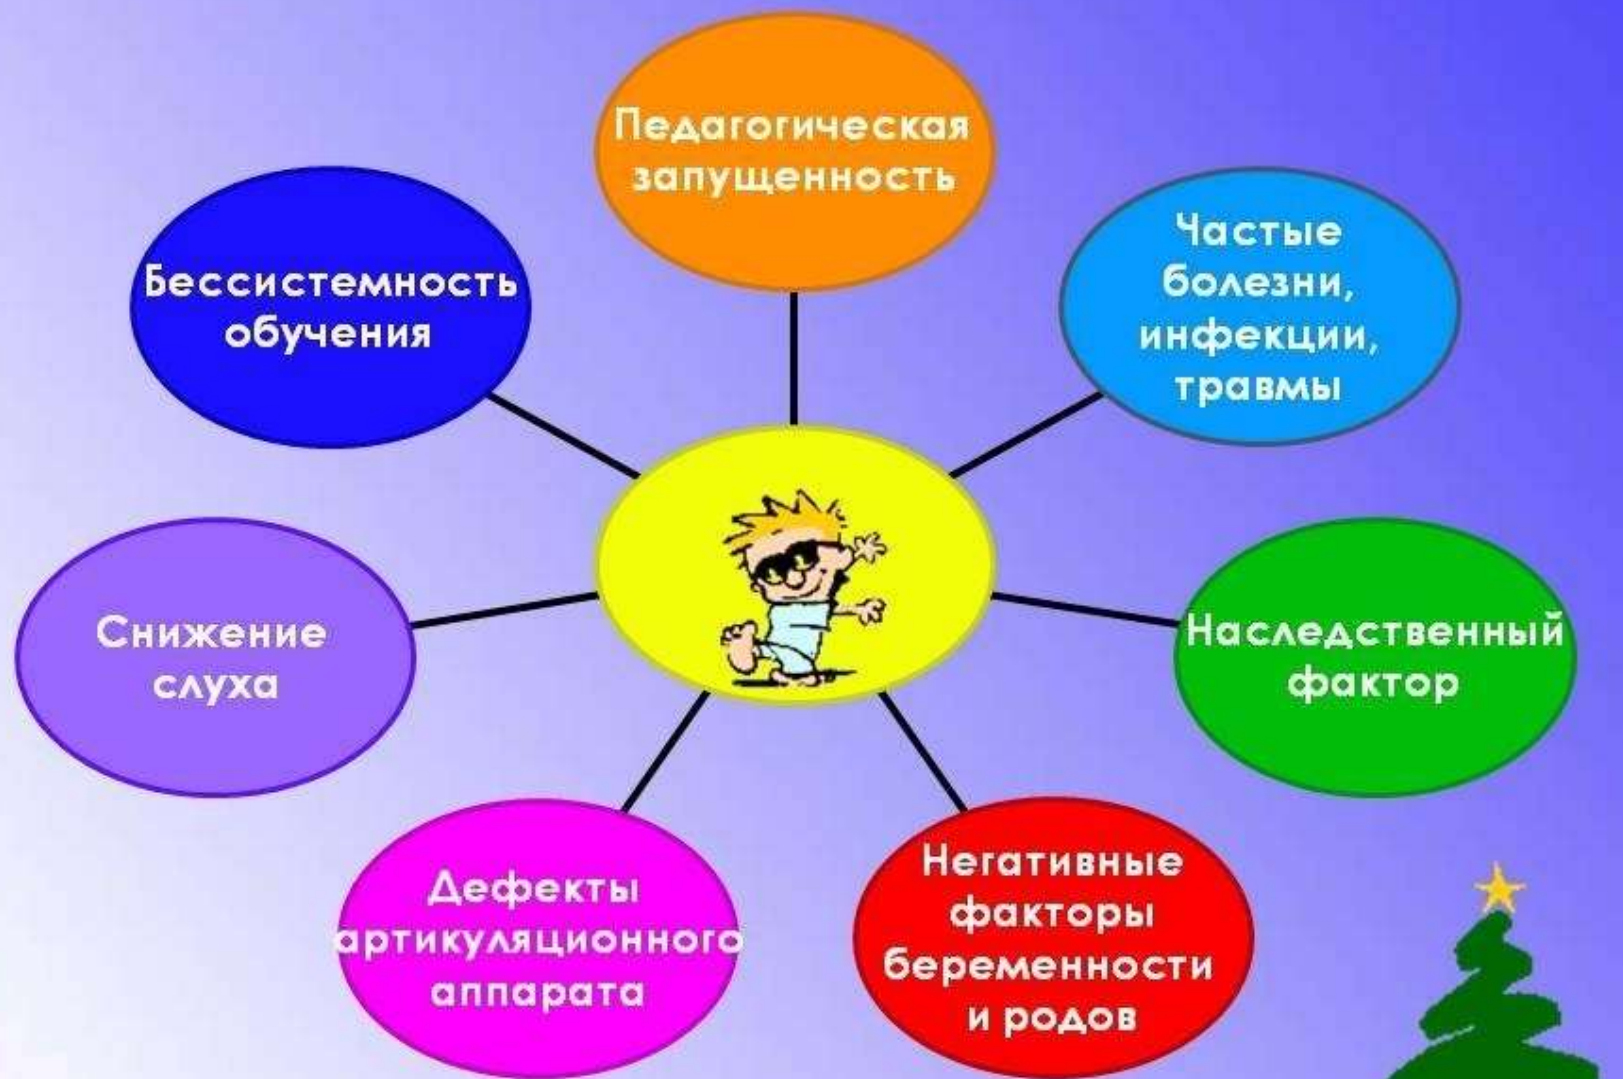 Педагогическая
запущенность
Частые
болезни,
инфекции,
травмы
Наследственный
фактор
Негативные
факторы
беременности
и родов
Дефекты
артикуляционного
аппарата
Снижение
слуха
Бессистемность
обучения